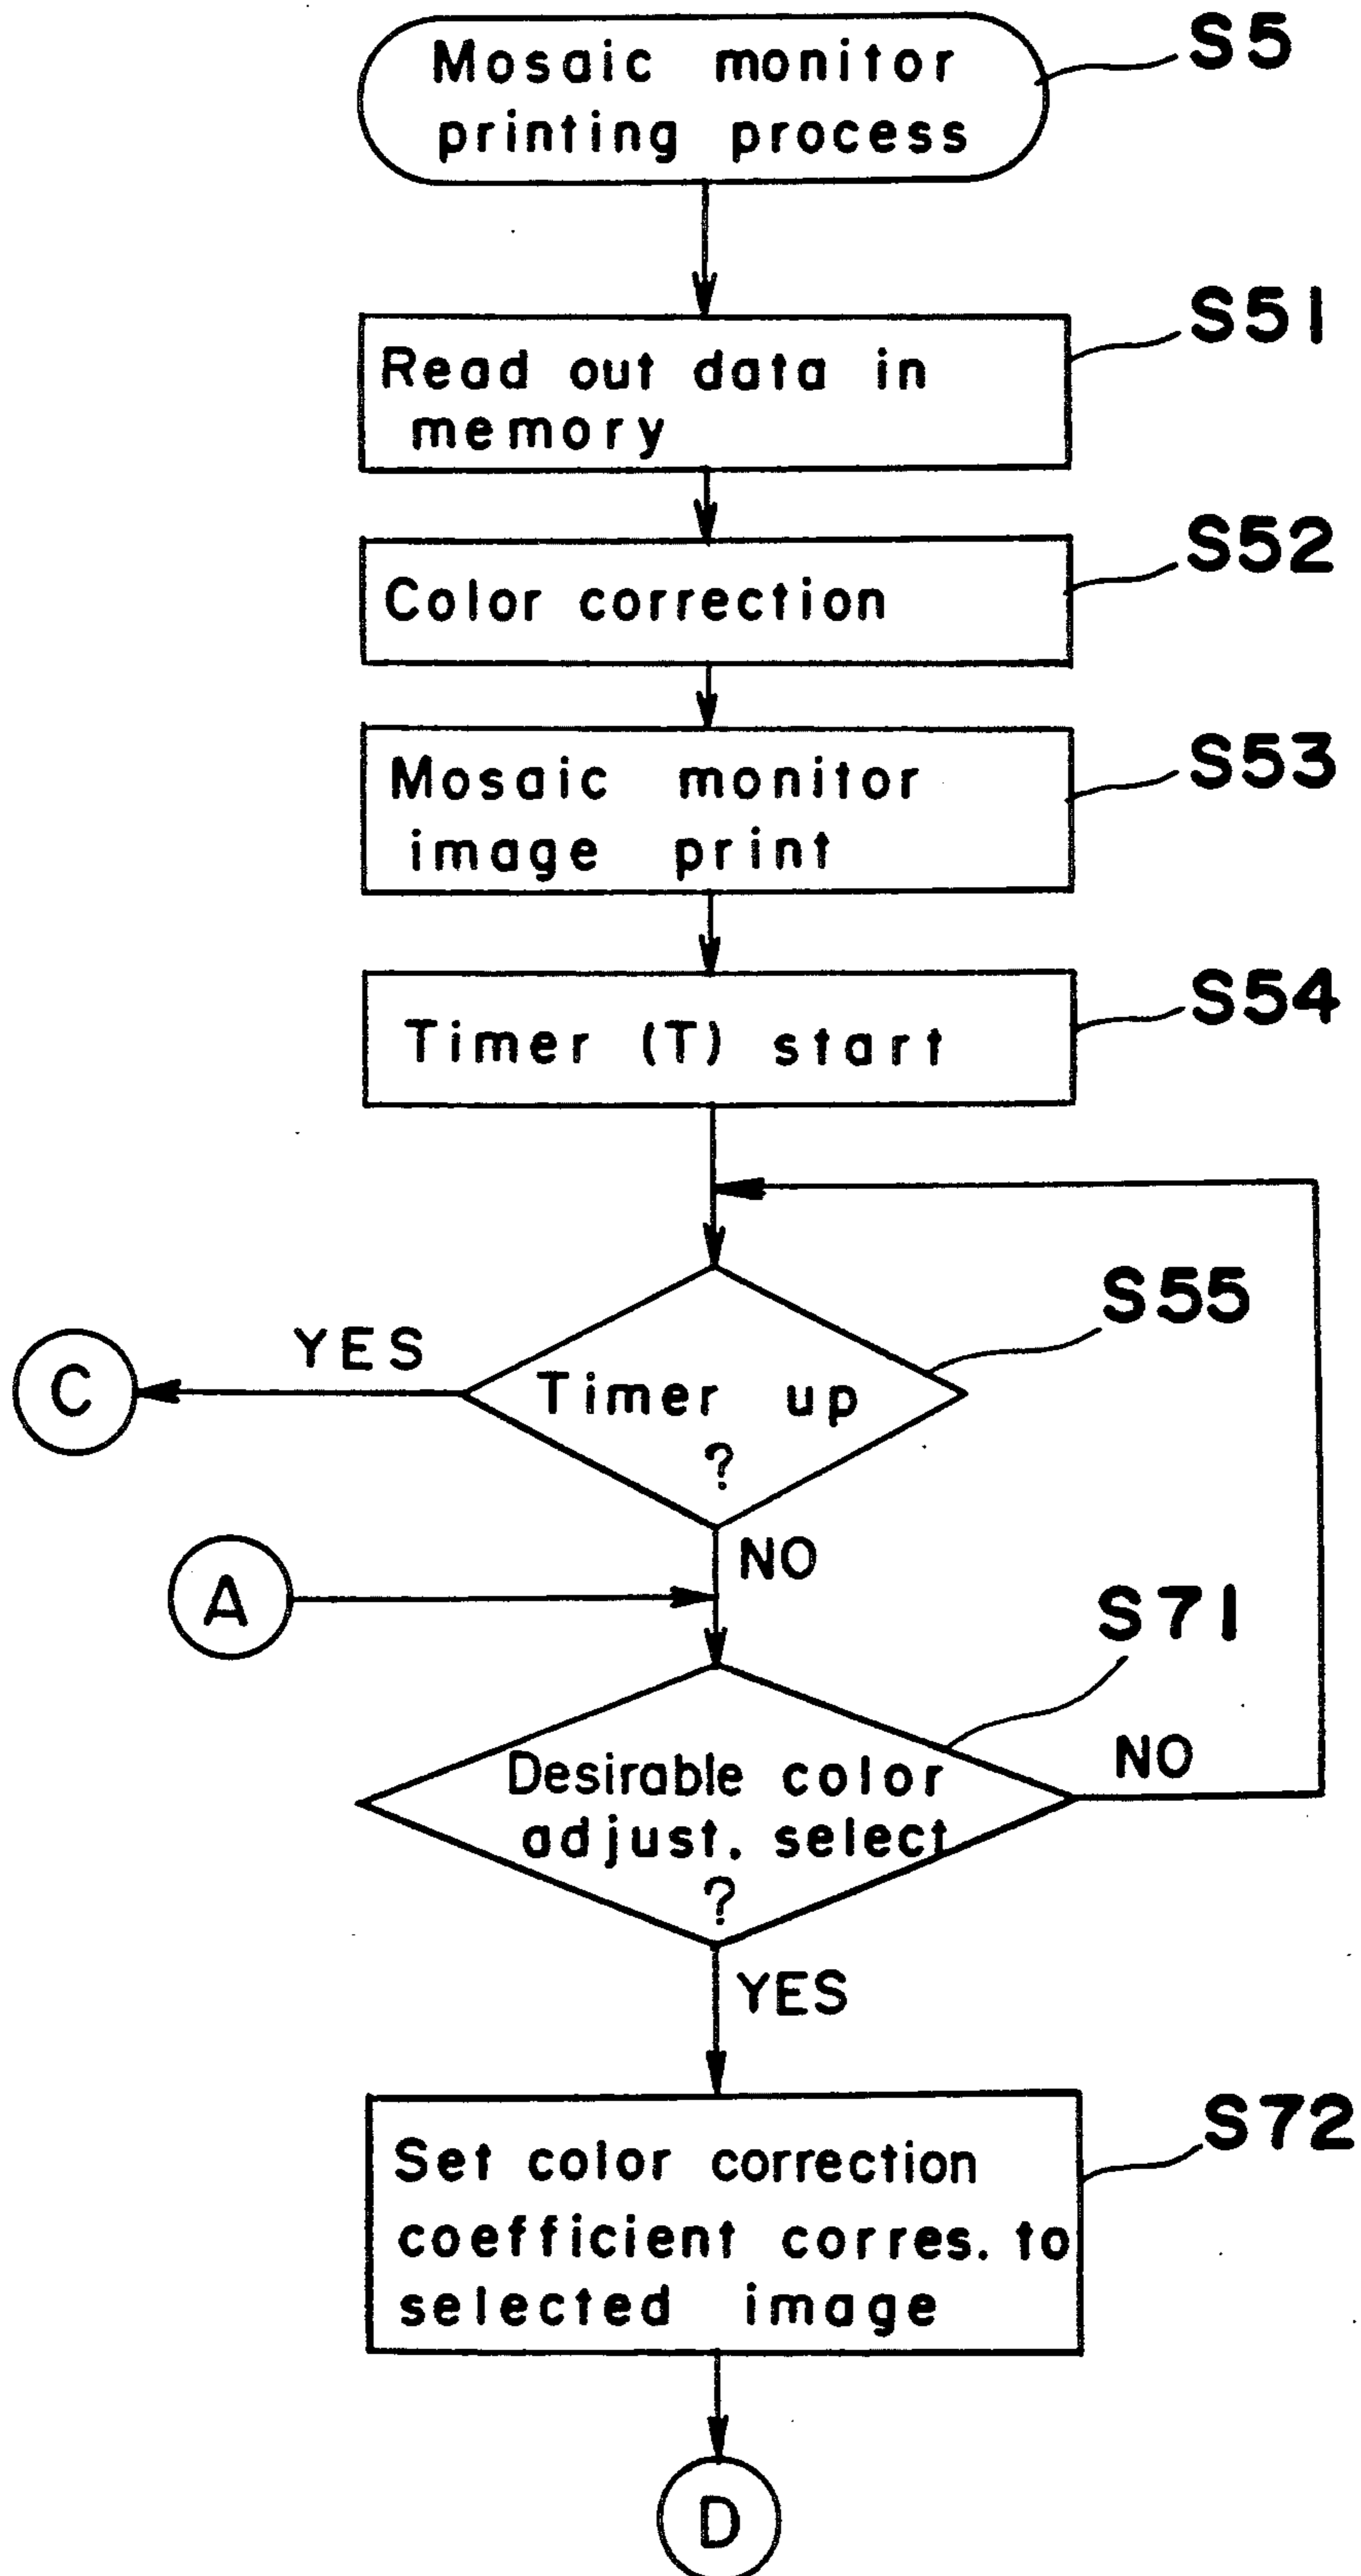 Mosaic monitor
printing process
S5
Read out data in
memory
S51
Color correction
S52
Mosaic monitor
image print
S53
Timer (T) start
S54
Timer up
?
S55
YES
C
NO
A
Desirable color
adjust. select
?
S71
NO
YES
Set color correction
coefficient corres. to
selected image
S72
D